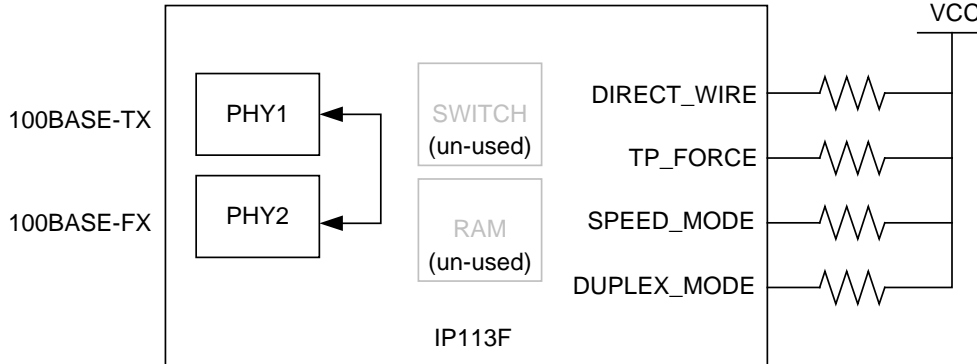 VCC
DIRECT_WIRE
100BASE-TX
PHY1
SWITCH
(un-used)
TP_FORCE
100BASE-FX
PHY2
RAM
(un-used)
SPEED_MODE
DUPLEX_MODE
IP113F